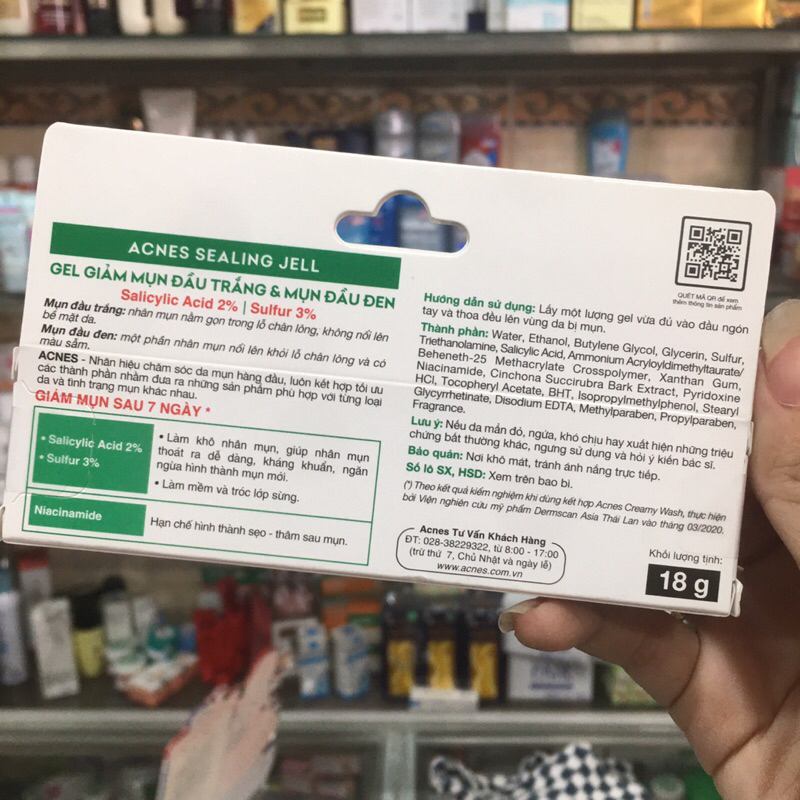 ACNES SEALING JELL
GEL GIẢM MỤN ĐẦU TRẮNG & MỤN ĐẦU ĐEN
Salicylic Acid 2% | Sulfur 3%
Mụn đầu trắng: nhân mụn nằm gọn trong lỗ chân lông, không nổi lên
bề mặt da.
Mụn đầu đen: một phần nhân mụn nổi lên khỏi lỗ chân lông và có
màu sẫm.
ACNES - Nhãn hiệu chăm sóc da mụn hàng đầu, luôn kết hợp tối ưu
các thành phần nhằm đưa ra những sản phẩm phù hợp với từng loại
da và tình trạng mụn khác nhau.
GIẢM MỤN SAU 7 NGÀY *
• Salicylic Acid 2%
• Sulfur 3%
• Làm khô nhân mụn, giúp nhân mụn
thoát ra dễ dàng, kháng khuẩn, ngăn
ngừa hình thành mụn mới.
• Làm mềm và tróc lớp sừng.
Niacinamide
Hạn chế hình thành sẹo - thâm sau mụn.
QUÉT MÃ QR để xem
thêm thông tin sản phẩm
Hướng dẫn sử dụng: Lấy một lượng gel vừa đủ vào đầu ngón
tay và thoa đều lên vùng da bị mụn.
Thành phần: Water, Ethanol, Butylene Glycol, Glycerin, Sulfur,
Triethanolamine, Salicylic Acid, Ammonium Acryloyldimethyltaurate/
Beheneth-25 Methacrylate Crosspolymer, Xanthan Gum,
Niacinamide, Cinchona Succirubra Bark Extract, Pyridoxine
HCl, Tocopheryl Acetate, BHT, Isopropylmethylphenol, Stearyl
Glycyrrhetinate, Disodium EDTA, Methylparaben, Propylparaben,
Fragrance.
Lưu ý: Nếu da mẩn đỏ, ngứa, khó chịu hay xuất hiện những triệu
chứng bất thường khác, ngưng sử dụng và hỏi ý kiến bác sĩ.
Bảo quản: Nơi khô mát, tránh ánh nắng trực tiếp.
Số lô SX, HSD: Xem trên bao bì.
(*) Theo kết quả kiểm nghiệm khi dùng kết hợp Acnes Creamy Wash, thực hiện
bởi Viện nghiên cứu mỹ phẩm Dermscan Asia Thái Lan vào tháng 03/2020.
Acnes Tư Vấn Khách Hàng
ĐT: 028-38229322, từ 8:00 - 17:00
(trừ thứ 7, Chủ Nhật và ngày lễ)
www.acnes.com.vn
Khối lượng tịnh:
18 g